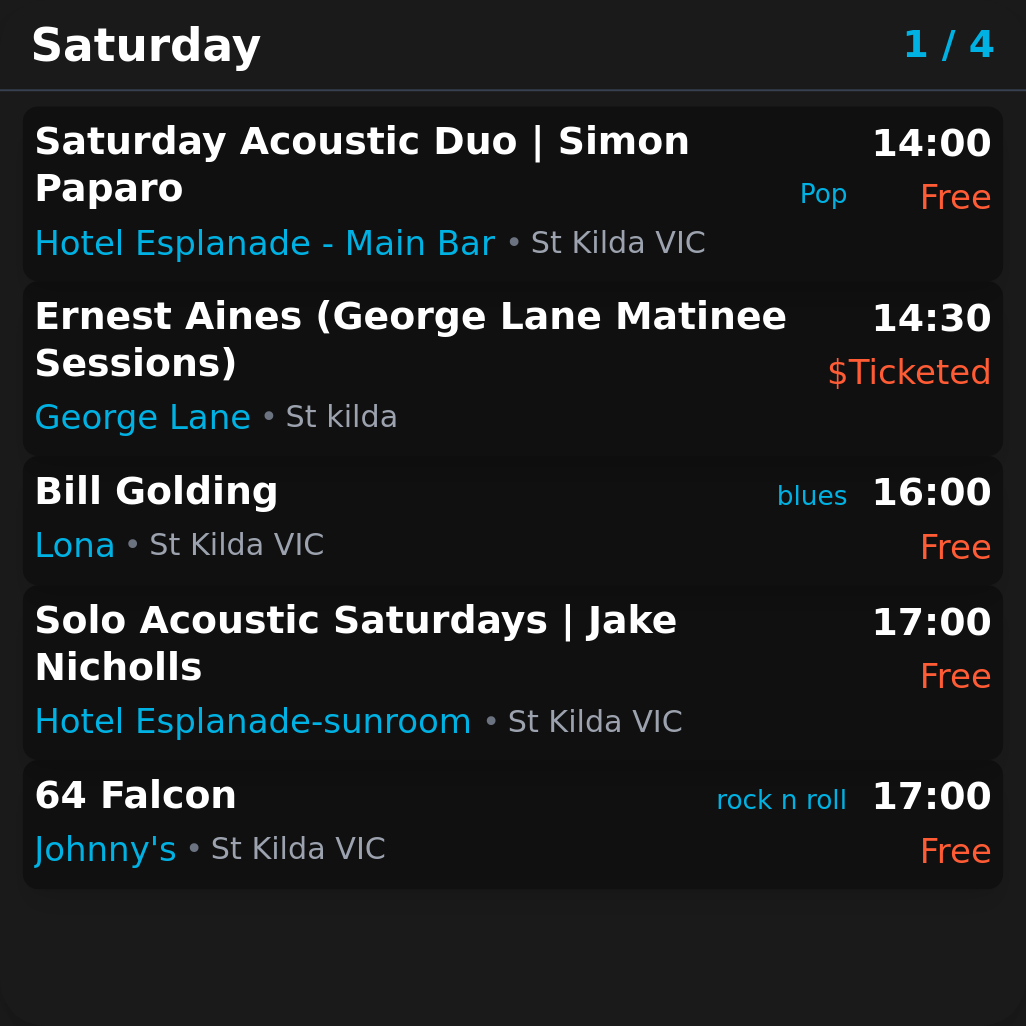 Saturday
1 / 4
Saturday Acoustic Duo | Simon
Paparo
14:00
Pop
Free
Hotel Esplanade - Main Bar • St Kilda VIC
Ernest Aines (George Lane Matinee
Sessions)
14:30
$Ticketed
George Lane • St kilda
Bill Golding
blues
16:00
Lona • St Kilda VIC
Free
Solo Acoustic Saturdays | Jake
Nicholls
17:00
Free
Hotel Esplanade-sunroom • St Kilda VIC
64 Falcon
rock n roll
17:00
Johnny's • St Kilda VIC
Free